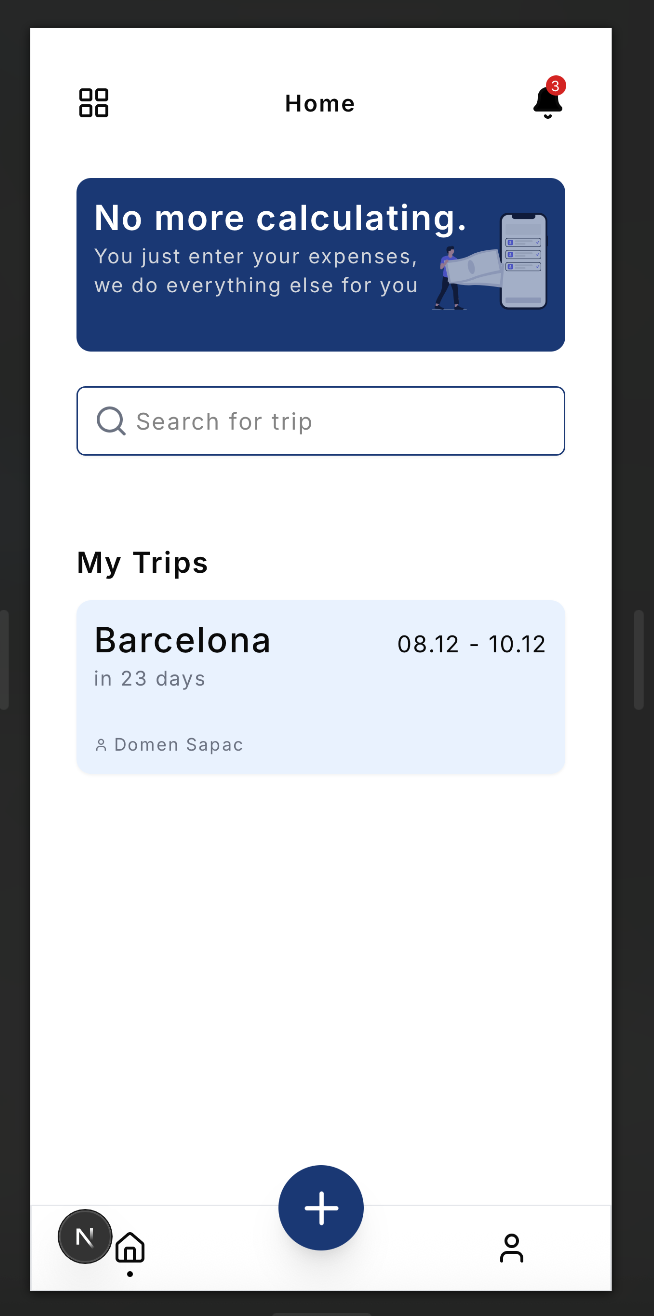 Home
3
No more calculating.
You just enter your expenses,
we do everything else for you
Search for trip
My Trips
Barcelona
08.12 - 10.12
in 23 days
Domen Sapac
N